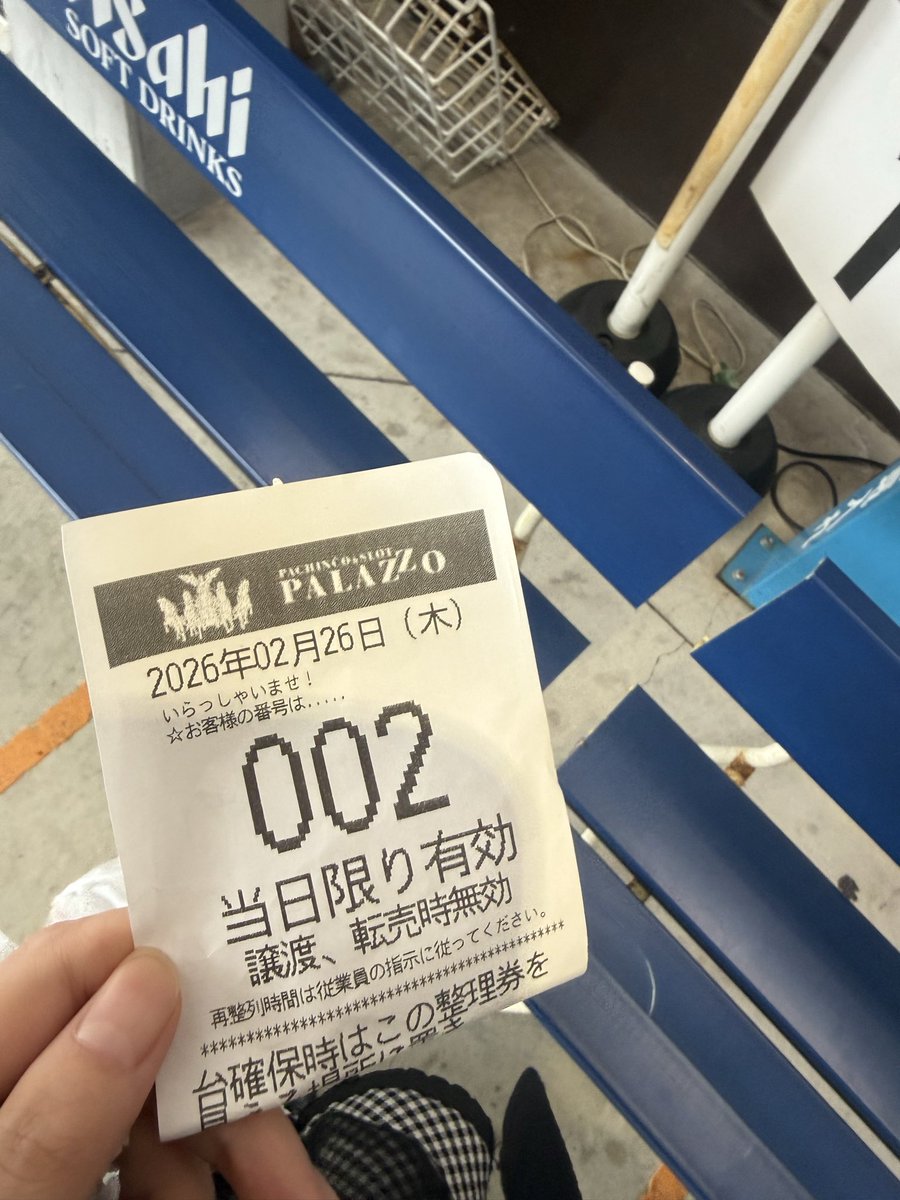 Asahi
SOFT DRINKS
PACHINCO&SLOT
PALAZZO
2026年02月26日（木）
いらっしゃいませ！
☆お客様の番号は.....
002
当日限り有効
譲渡、転売時無効
再整列時間は従業員の指示に従ってください。
****************************************
台確保時はこの整理券を